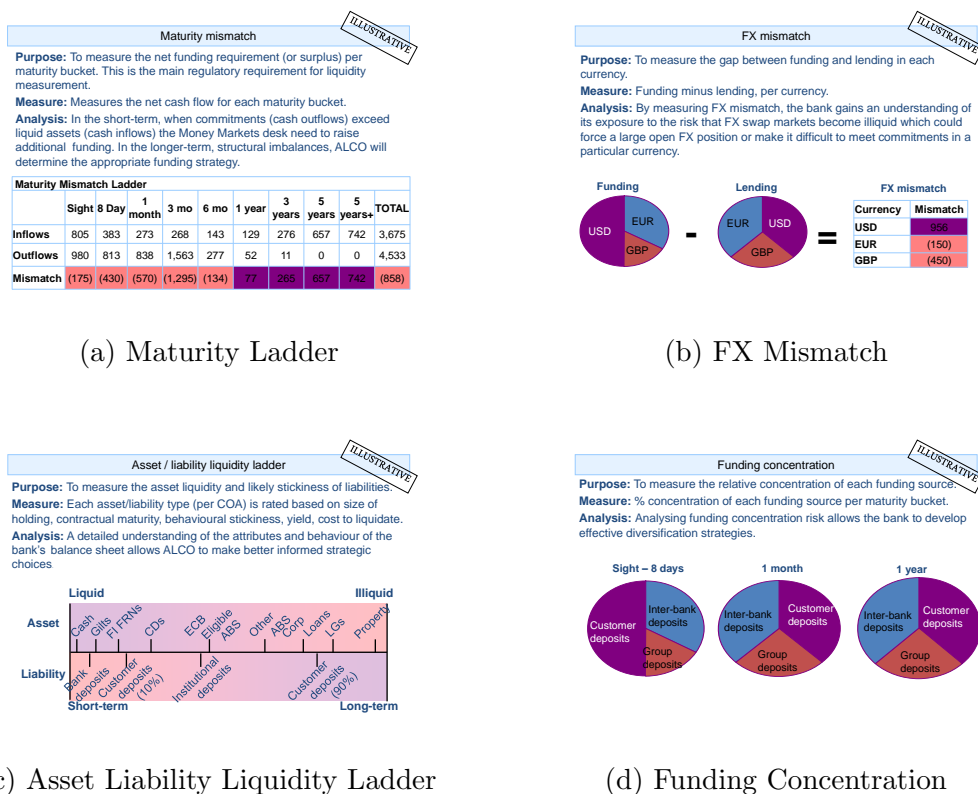 Maturity mismatch
ILLUSTRATIVE
Purpose: To measure the net funding requirement (or surplus) per
maturity bucket. This is the main regulatory requirement for liquidity
measurement.
Measure: Measures the net cash flow for each maturity bucket.
Analysis: In the short-term, when commitments (cash outflows) exceed
liquid assets (cash inflows) the Money Markets desk need to raise
additional funding. In the longer-term, structural imbalances, ALCO will
determine the appropriate funding strategy.
Maturity Mismatch Ladder
Sight 8 Day 1 month 3 mo 6 mo 1 year 3 years 5 years 5 years+ TOTAL
Inflows 805 383 273 268 143 129 276 657 742 3,675
Outflows 980 813 838 1,563 277 52 11 0 0 4,533
Mismatch (175) (430) (570) (1,295) (134) 77 265 657 742 (858)
(a) Maturity Ladder
FX mismatch
ILLUSTRATIVE
Purpose: To measure the gap between funding and lending in each
currency.
Measure: Funding minus lending, per currency.
Analysis: By measuring FX mismatch, the bank gains an understanding of
its exposure to the risk that FX swap markets become illiquid which could
force a large open FX position or make it difficult to meet commitments in a
particular currency.
Funding
USD
EUR
GBP
-
Lending
EUR
USD
GBP
=
FX mismatch
Currency Mismatch
USD 956
EUR (150)
GBP (450)
(b) FX Mismatch
Asset / liability liquidity ladder
ILLUSTRATIVE
Purpose: To measure the asset liquidity and likely stickiness of liabilities.
Measure: Each asset/liability type (per COA) is rated based on size of
holding, contractual maturity, behavioural stickiness, yield, cost to liquidate.
Analysis: A detailed understanding of the attributes and behaviour of the
bank's balance sheet allows ALCO to make better informed strategic
choices
Liquid
Illiquid
Asset
Cash
Gilts
FI FRNs
CDs
ECB
Eligible
ABS
Other
ABS
Corp
Loans
LGs
Property
Liability
Bank
deposits
Customer
deposits
(10%)
Institutional
deposits
Customer
deposits
(90%)
Short-term
Long-term
) Asset Liability Liquidity Ladder
Funding concentration
ILLUSTRATIVE
Purpose: To measure the relative concentration of each funding source.
Measure: % concentration of each funding source per maturity bucket.
Analysis: Analysing funding concentration risk allows the bank to develop
effective diversification strategies.
Sight – 8 days
Customer
deposits
Inter-bank
deposits
Group
deposits
1 month
Inter-bank
deposits
Customer
deposits
Group
deposits
1 year
Inter-bank
deposits
Customer
deposits
Group
deposits
(d) Funding Concentration